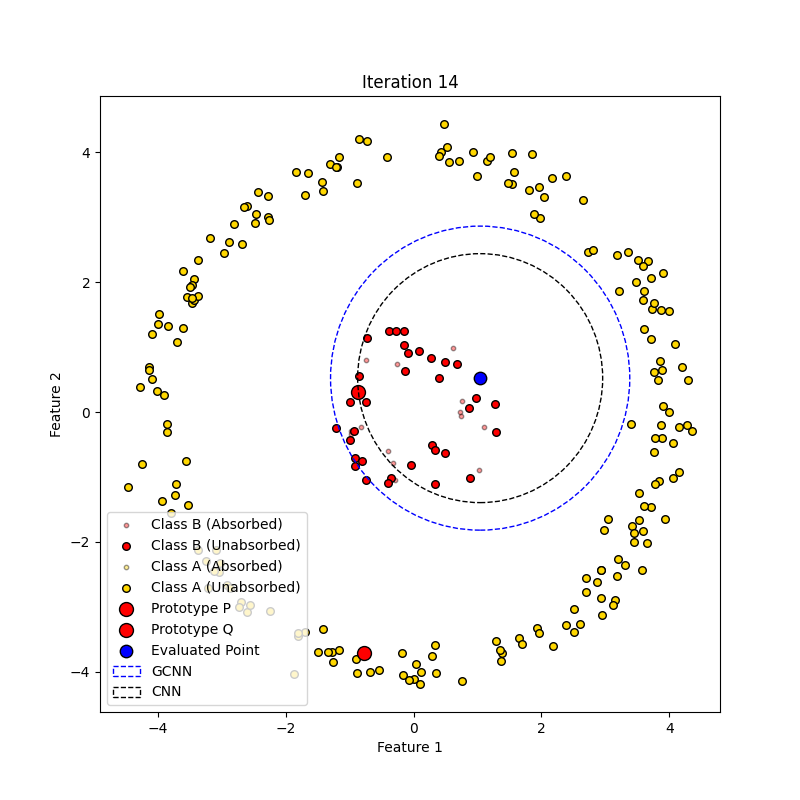 Iteration 14
4
2
0
−2
−4
Feature 2
Class B (Absorbed)
Class B (Unabsorbed)
Class A (Absorbed)
Class A (Unabsorbed)
Prototype P
Prototype Q
Evaluated Point
GCNN
CNN
−4 −2 0 2 4
Feature 1